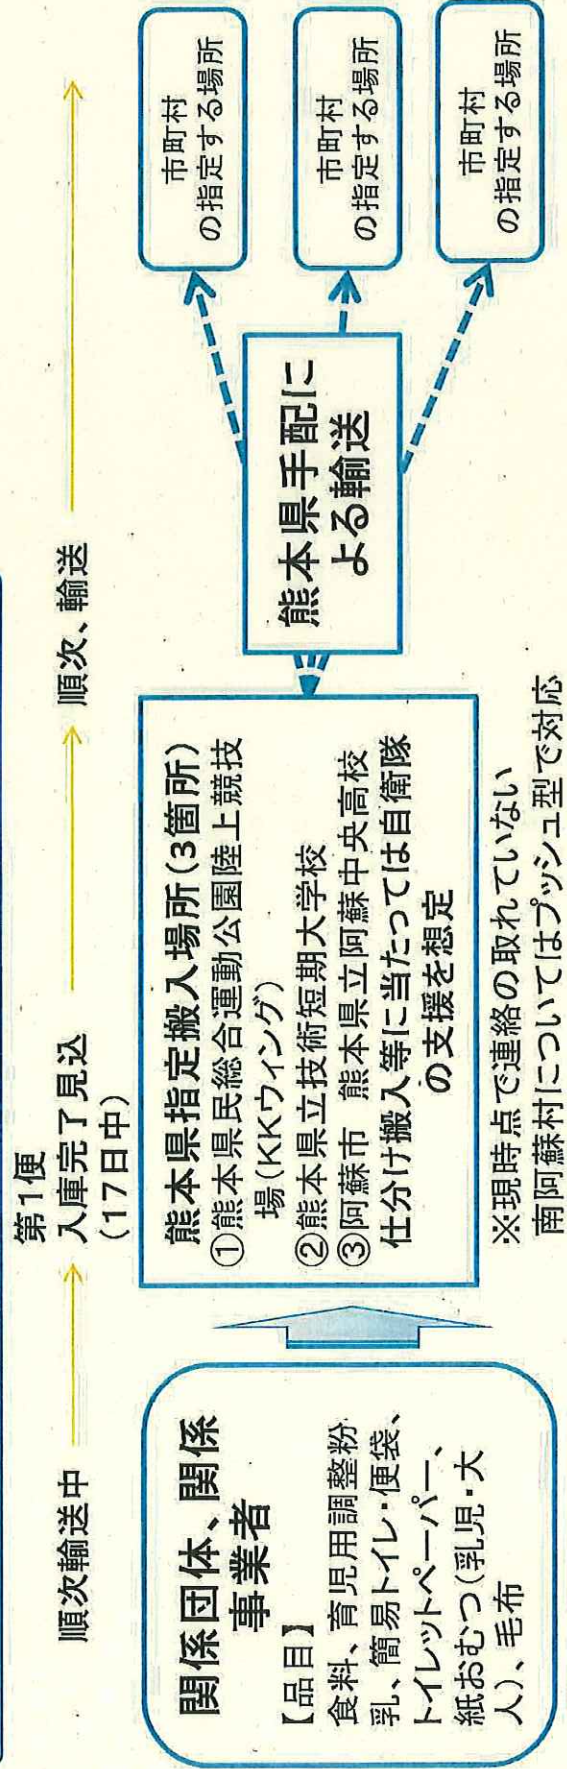 順次輸送中
第1便
入庫完了見込
(17日中)
順次、輸送
関係団体、関係
事業者
【品目】
食料、育児用調整粉
乳、簡易トイレ・便袋、
トイレットペーパー、
紙おむつ(乳児・大
人)、毛布
熊本県指定搬入場所(3箇所)
①熊本県民総合運動公園陸上競技
場(KKウィング)
②熊本県立技術短期大学校
③阿蘇市 熊本県立阿蘇中央高校
仕分け搬入等に当たっては自衛隊
の支援を想定
※現時点で連絡の取れていない
南阿蘇村についてはプッシュ型で対応
熊本県手配に
よる輸送
市町村
の指定する場所
市町村
の指定する場所
市町村
の指定する場所